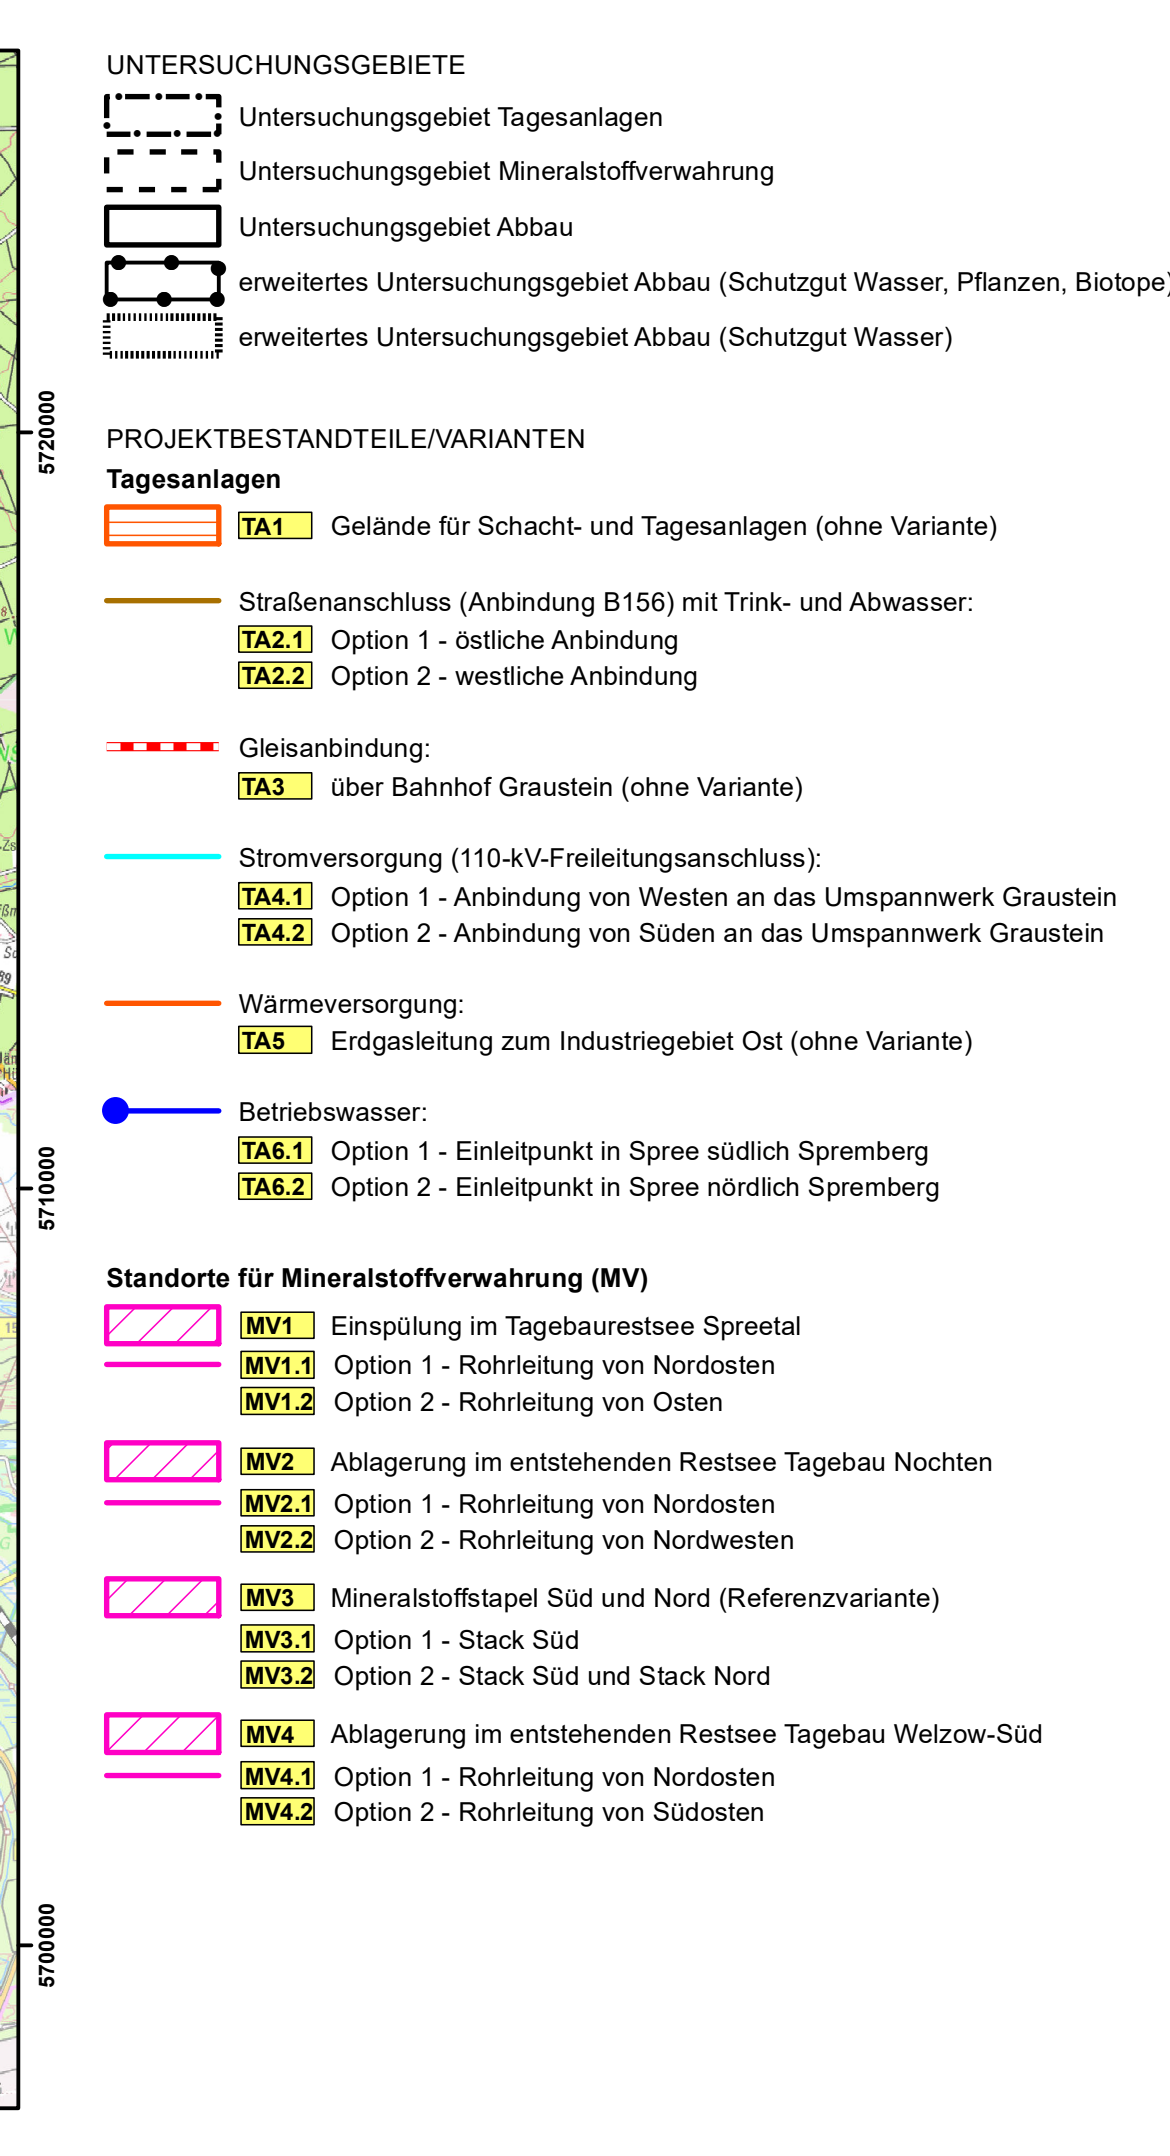 UNTERSUCHUNGSGEBIETE
Untersuchungsgebiet Tagesanlagen
Untersuchungsgebiet Mineralstoffverwahrung
Untersuchungsgebiet Abbau
erweitertes Untersuchungsgebiet Abbau (Schutzgut Wasser, Pflanzen, Biotope)
erweitertes Untersuchungsgebiet Abbau (Schutzgut Wasser)
5720000
PROJEKTBESTANDTEILE/VARIANTEN
Tagesanlagen
TA1 Gelände für Schacht- und Tagesanlagen (ohne Variante)
Straßenanschluss (Anbindung B156) mit Trink- und Abwasser:
TA2.1 Option 1 - östliche Anbindung
TA2.2 Option 2 - westliche Anbindung
Gleisanbindung:
TA3 über Bahnhof Graustein (ohne Variante)
Stromversorgung (110-kV-Freileitungsanschluss):
TA4.1 Option 1 - Anbindung von Westen an das Umspannwerk Graustein
TA4.2 Option 2 - Anbindung von Süden an das Umspannwerk Graustein
Wärmeversorgung:
TA5 Erdgasleitung zum Industriegebiet Ost (ohne Variante)
Betriebswasser:
TA6.1 Option 1 - Einleitpunkt in Spree südlich Spremberg
TA6.2 Option 2 - Einleitpunkt in Spree nördlich Spremberg
5710000
Standorte für Mineralstoffverwahrung (MV)
MV1 Einspülung im Tagebaurestsee Spreetal
MV1.1 Option 1 - Rohrleitung von Nordosten
MV1.2 Option 2 - Rohrleitung von Osten
MV2 Ablagerung im entstehenden Restsee Tagebau Nochten
MV2.1 Option 1 - Rohrleitung von Nordosten
MV2.2 Option 2 - Rohrleitung von Nordwesten
MV3 Mineralstoffstapel Süd und Nord (Referenzvariante)
MV3.1 Option 1 - Stack Süd
MV3.2 Option 2 - Stack Süd und Stack Nord
MV4 Ablagerung im entstehenden Restsee Tagebau Welzow-Süd
MV4.1 Option 1 - Rohrleitung von Nordosten
MV4.2 Option 2 - Rohrleitung von Südosten
5700000